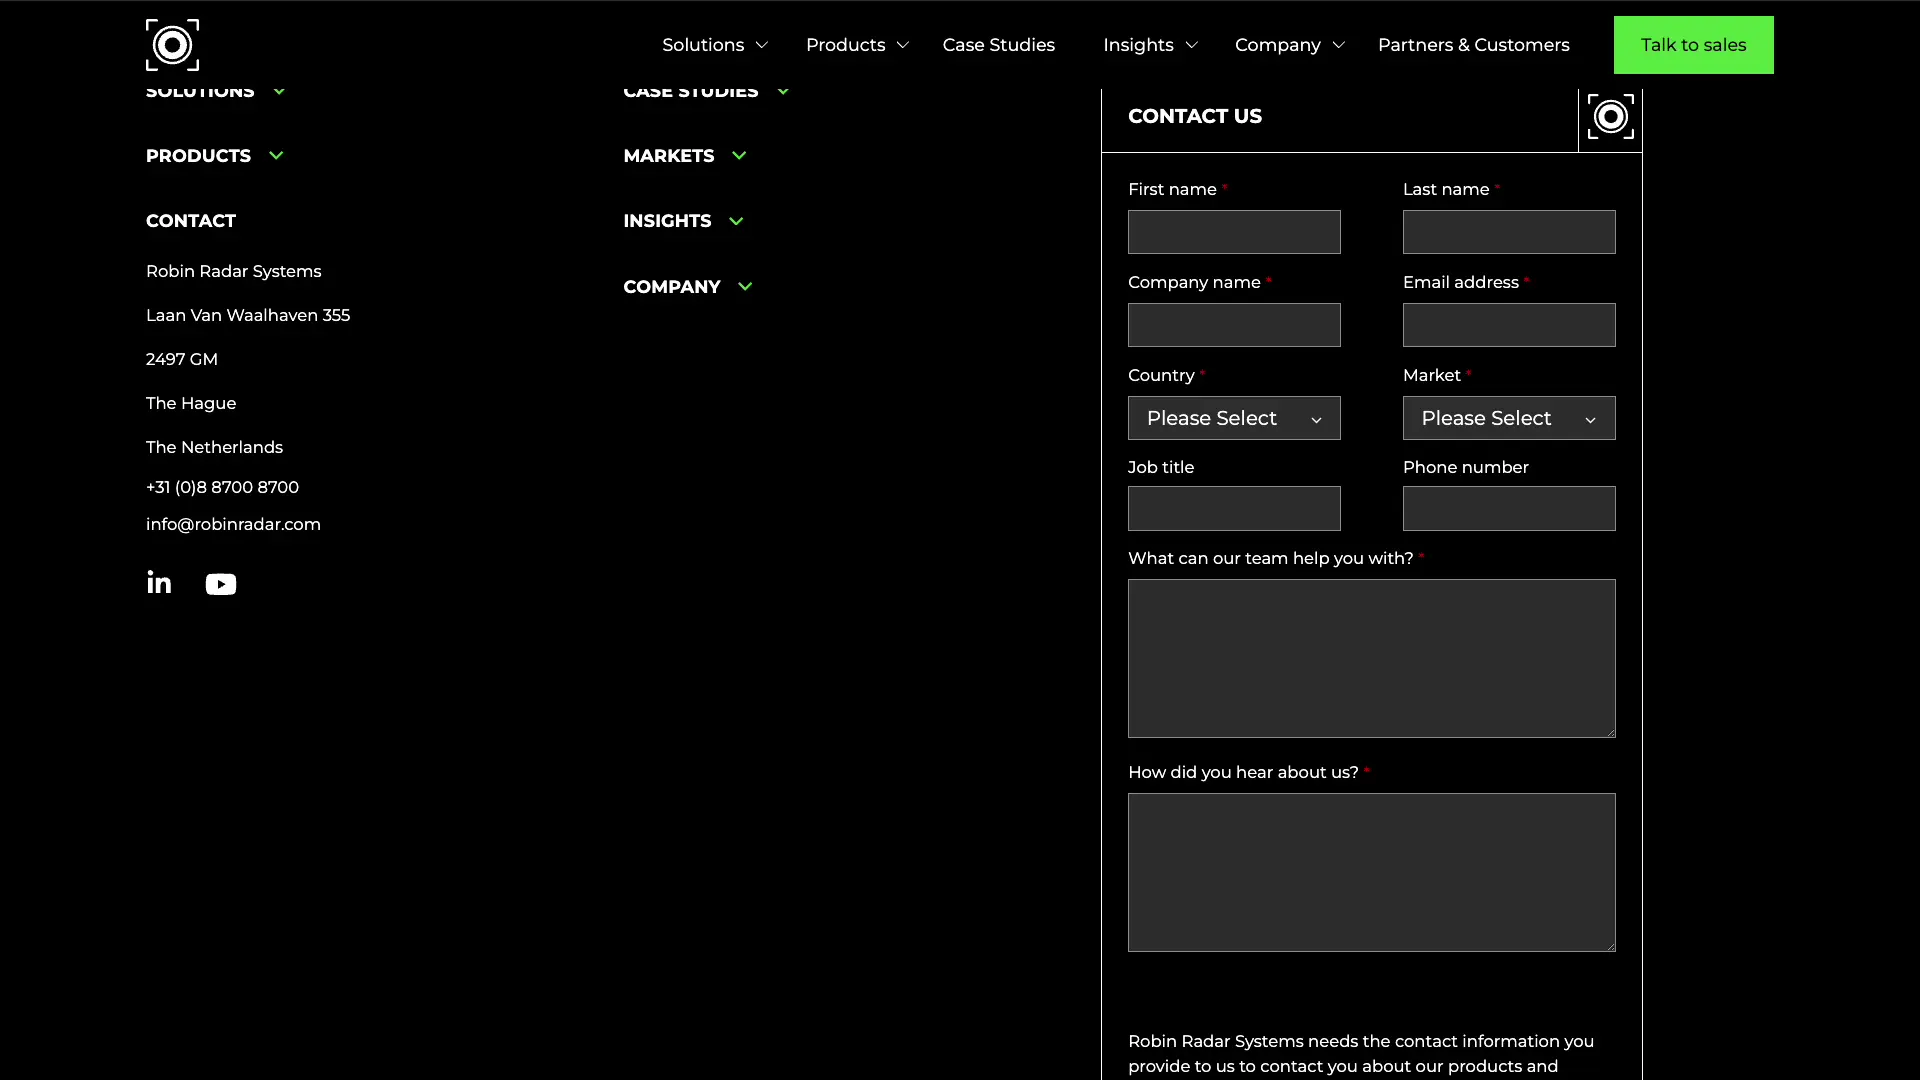 Solutions
Products
Case Studies
Insights
Company
Partners & Customers
Talk to sales
SOLUTIONS
PRODUCTS
CONTACT
Robin Radar Systems
Laan Van Waalhaven 355
2497 GM
The Hague
The Netherlands
+31 (0)8 8700 8700
info@robinradar.com
CASE STUDIES
MARKETS
INSIGHTS
COMPANY
CONTACT US
First name *
Last name *
Company name *
Email address *
Country *
Market *
Please Select
Please Select
Job title
Phone number
What can our team help you with? *
How did you hear about us? *
Robin Radar Systems needs the contact information you
provide to us to contact you about our products and